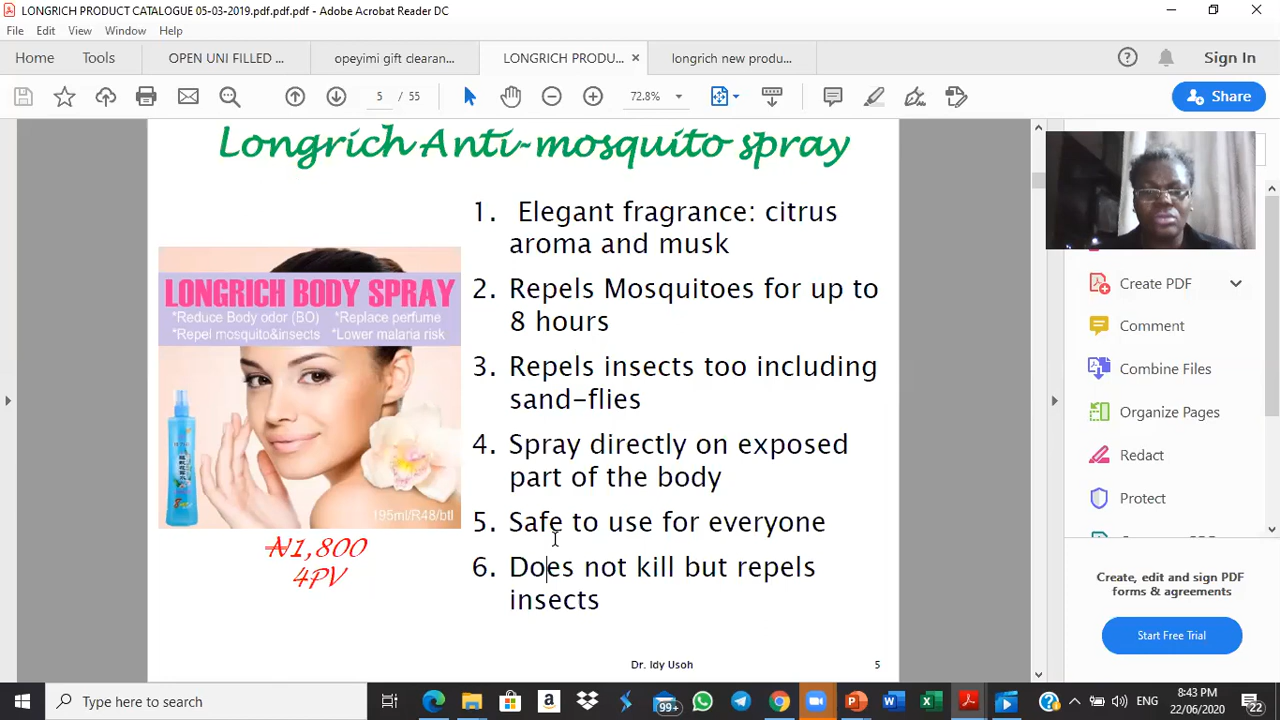 LONGRICH PRODUCT CATALOGUE 05-03-2019.pdf.pdf.pdf - Adobe Acrobat Reader DC
File Edit View Window Help
Home Tools OPEN UNI FILLED ... opeyimi gift clearan... LONGRICH PRODU... × longrich new produ... Sign In
5 / 55 72.8% Share
Longrich Anti-mosquito spray
1. Elegant fragrance: citrus
aroma and musk
2. Repels Mosquitoes for up to
8 hours
3. Repels insects too including
sand-flies
4. Spray directly on exposed
part of the body
5. Safe to use for everyone
6. Does not kill but repels
insects
LONGRICH BODY SPRAY
*Reduce Body odor (BO) *Replace perfume
*Repel mosquito&insects *Lower malaria risk
195ml/R48/btl
₦1,800
4PV
Dr. Idy Usoh 5
Create PDF
Comment
Combine Files
Organize Pages
Redact
Protect
Create, edit and sign PDF
forms & agreements
Start Free Trial
Type here to search
99+
ENG
8:43 PM
22/06/2020
22